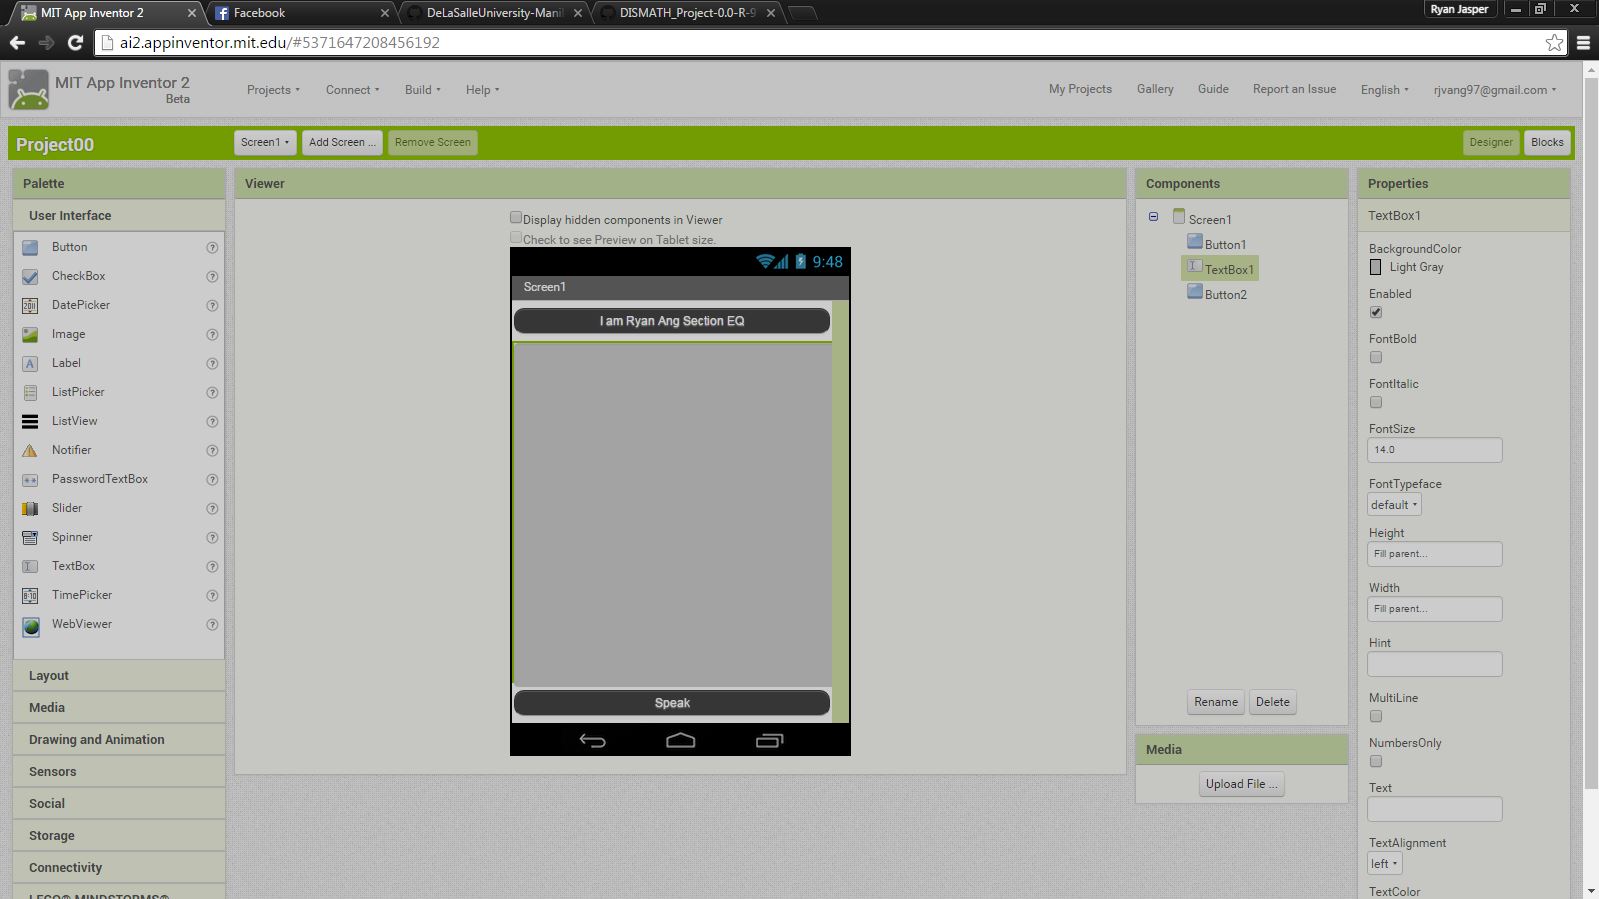 MIT App Inventor 2
Facebook
DeLaSalleUniversity-Manil
DISMATH_Project-0.0-R-9
Ryan Jasper
ai2.appinventor.mit.edu/#5371647208456192
MIT App Inventor 2
Beta
Projects
Connect
Build
Help
My Projects
Gallery
Guide
Report an Issue
English
rjvang97@gmail.com
Project00
Screen1
Add Screen ...
Remove Screen
Designer
Blocks
Palette
User Interface
Button
CheckBox
DatePicker
Image
Label
ListPicker
ListView
Notifier
PasswordTextBox
Slider
Spinner
TextBox
TimePicker
WebViewer
Layout
Media
Drawing and Animation
Sensors
Social
Storage
Connectivity
LEGO® MINDSTORMS®
Viewer
Display hidden components in Viewer
Check to see Preview on Tablet size.
9:48
Screen1
I am Ryan Ang Section EQ
Speak
Components
Screen1
Button1
TextBox1
Button2
Rename
Delete
Media
Upload File ...
Properties
TextBox1
BackgroundColor
Light Gray
Enabled
FontBold
FontItalic
FontSize
14.0
FontTypeface
default
Height
Fill parent...
Width
Fill parent...
Hint
MultiLine
NumbersOnly
Text
TextAlignment
left
TextColor